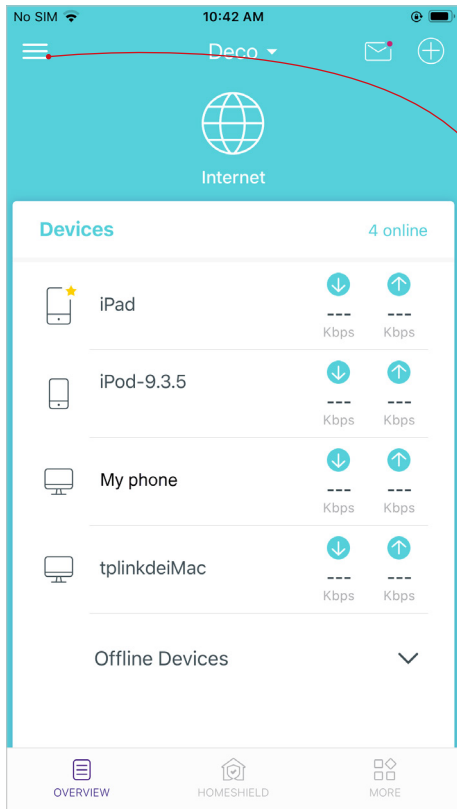 No SIM 10:42 AM
Deco
Internet
Devices 4 online
iPad
---
---
Kbps Kbps
iPod-9.3.5
---
---
Kbps Kbps
My phone
---
---
Kbps Kbps
tplinkdeiMac
---
---
Kbps Kbps
Offline Devices
OVERVIEW HOMESHIELD MORE